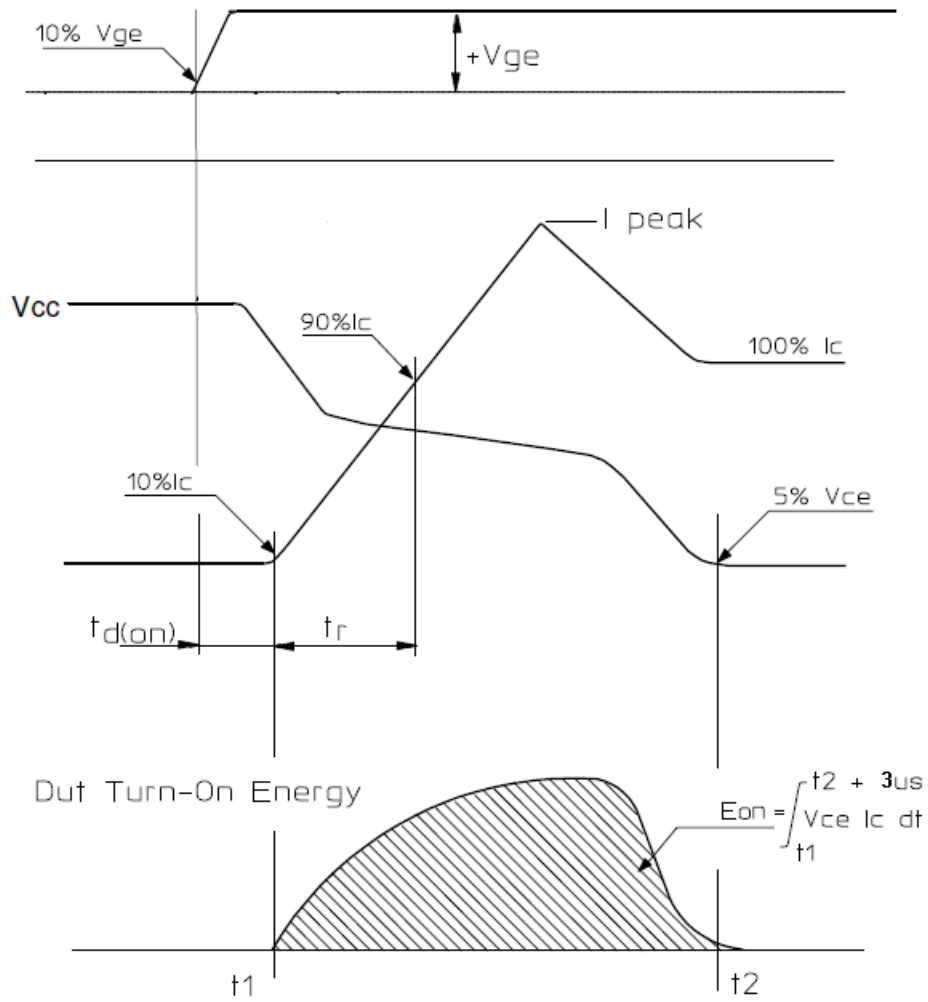 10% Vge
+Vge
I peak
Vcc
90%Ic
100% Ic
10%Ic
5% Vce
td(on)
tr
Dut Turn-On Energy
t2 + 3us
Eon = ∫ Vce Ic dt
t1
t1
t2